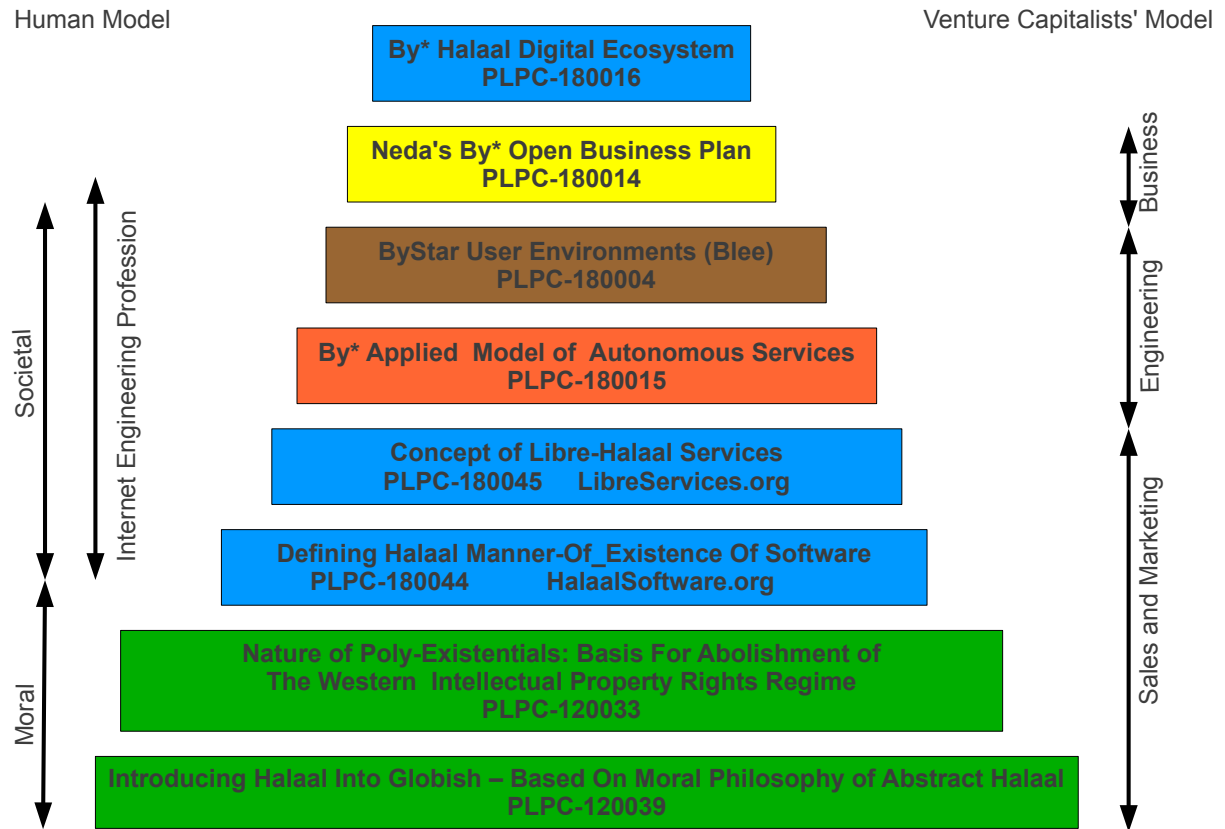 Human Model
Venture Capitalists' Model
By* Halaal Digital Ecosystem
PLPC-180016
Neda's By* Open Business Plan
PLPC-180014
ByStar User Environments (Blee)
PLPC-180004
By* Applied Model of Autonomous Services
PLPC-180015
Concept of Libre-Halaal Services
PLPC-180045 LibreServices.org
Defining Halaal Manner-Of_Existence Of Software
PLPC-180044 HalaalSoftware.org
Nature of Poly-Existentials: Basis For Abolishment of
The Western Intellectual Property Rights Regime
PLPC-120033
Introducing Halaal Into Globish – Based On Moral Philosophy of Abstract Halaal
PLPC-120039
Societal
Moral
Internet Engineering Profession
Business
Engineering
Sales and Marketing